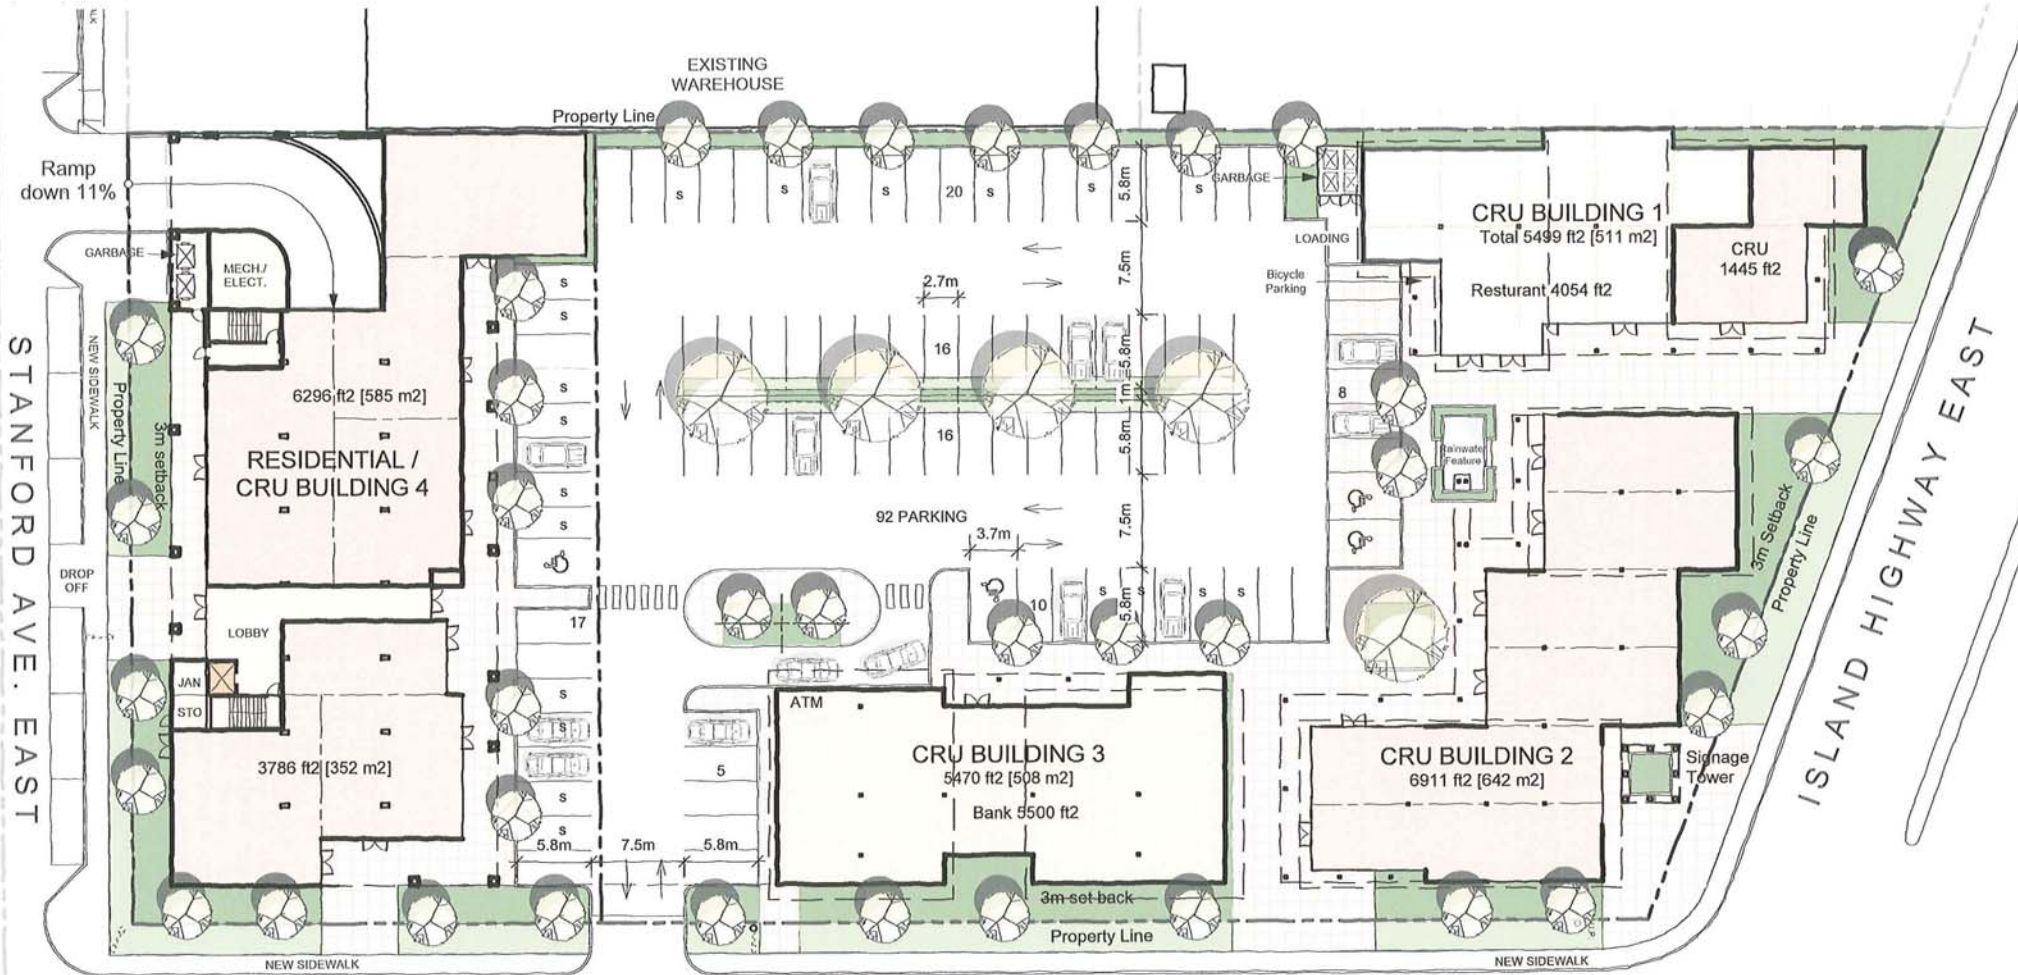 EXISTING
WAREHOUSE
Property Line
Ramp
down 11%
GARBAGE
MECH./
ELECT.
6296 ft2 [585 m2]
RESIDENTIAL /
CRU BUILDING 4
NEW SIDEWALK
Property Line
3m setback
STANFORD AVE. EAST
DROP
OFF
LOBBY
JAN
STO
3786 ft2 [352 m2]
NEW SIDEWALK
S
S
S
S
S
S
17
S
S
S
S
5.8m
7.5m
5.8m
S
S
S
20
S
S
5.8m
7.5m
2.7m
16
5.8m
1m
16
5.8m
92 PARKING
7.5m
3.7m
10
S
S
S
S
5.8m
5
ATM
CRU BUILDING 3
5470 ft2 [508 m2]
Bank 5500 ft2
3m set back
Property Line
GARBAGE
LOADING
Bicycle
Parking
8
CRU BUILDING 1
Total 5499 ft2 [511 m2]
CRU
1445 ft2
Resturant 4054 ft2
Rainwater
Feature
3m Setback
Property Line
CRU BUILDING 2
6911 ft2 [642 m2]
Signage
Tower
ISLAND HIGHWAY EAST
NEW SIDEWALK